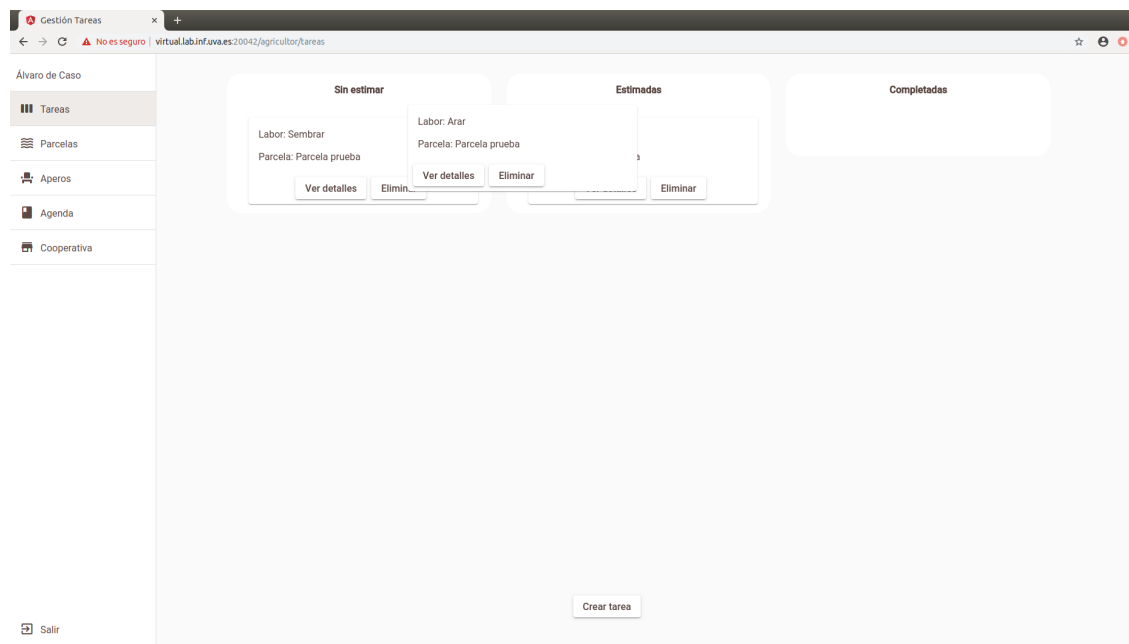 Gestión Tareas
No es seguro | virtual.lab.inf.uva.es:20042/agricultor/tareas
Álvaro de Caso
Tareas
Parcelas
Aperos
Agenda
Cooperativa
Salir
Sin estimar
Labor: Sembrar
Parcela: Parcela prueba
Ver detalles
Labor: Arar
Parcela: Parcela prueba
Ver detalles
Eliminar
Estimadas
Eliminar
Completadas
Crear tarea